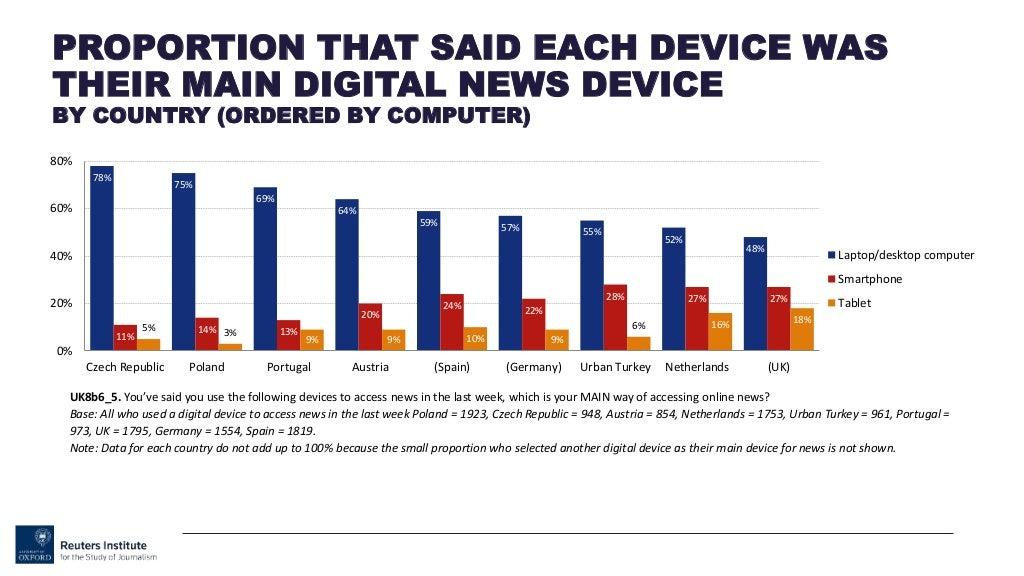 PROPORTION THAT SAID EACH DEVICE WAS
THEIR MAIN DIGITAL NEWS DEVICE
BY COUNTRY (ORDERED BY COMPUTER)
80%
60%
40%
20%
0%
78%
11%
5%
75%
14%
3%
69%
13%
9%
64%
20%
9%
59%
24%
10%
57%
22%
9%
55%
28%
6%
52%
27%
16%
48%
27%
18%
Czech Republic
Poland
Portugal
Austria
(Spain)
(Germany)
Urban Turkey
Netherlands
(UK)
Laptop/desktop computer
Smartphone
Tablet
UK8b6_5. You’ve said you use the following devices to access news in the last week, which is your MAIN way of accessing online news?
Base: All who used a digital device to access news in the last week Poland = 1923, Czech Republic = 948, Austria = 854, Netherlands = 1753, Urban Turkey = 961, Portugal =
973, UK = 1795, Germany = 1554, Spain = 1819.
Note: Data for each country do not add up to 100% because the small proportion who selected another digital device as their main device for news is not shown.
UNIVERSITY OF
OXFORD
Reuters Institute
for the Study of Journalism